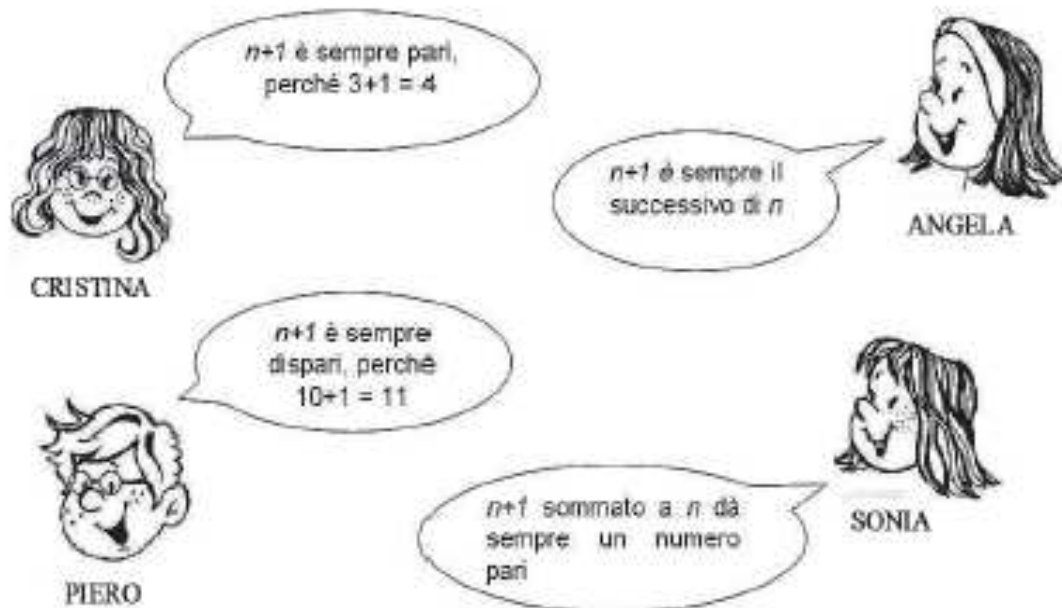 n+1 è sempre pari,
perché 3+1 = 4
CRISTINA
n+1 è sempre il
successivo di n
ANGELA
n+1 è sempre
dispari, perché
10+1 = 11
PIERO
n+1 sommato a n dà
sempre un numero
pari
SONIA